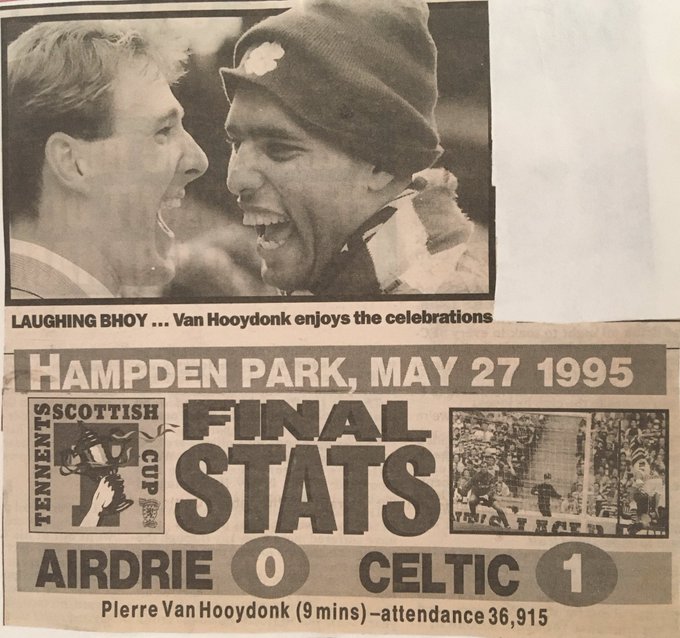 LAUGHING BHOY ... Van Hooydonk enjoys the celebrations
HAMPDEN PARK, MAY 27 1995
TENNENTS
SCOTTISH
CUP
FINAL
STATS
AIRDRIE 0 CELTIC 1
PIerre Van Hooydonk (9 mins) – attendance 36,915